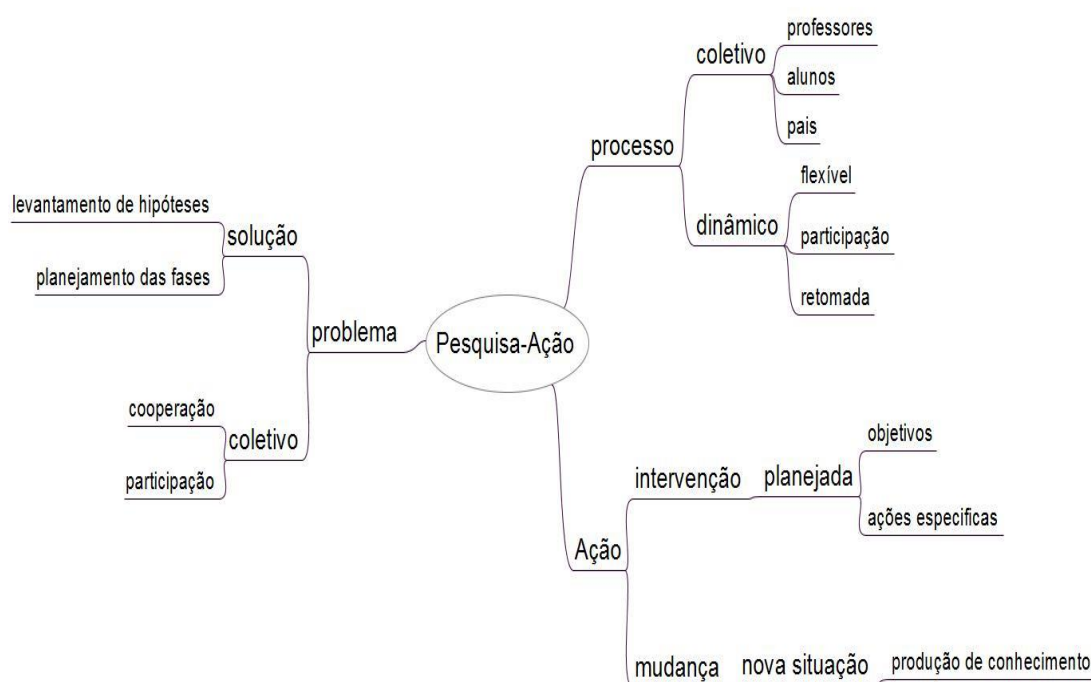 Pesquisa-Ação
processo
coletivo
professores
alunos
pais
dinâmico
flexível
participação
retomada
problema
solução
levantamento de hipóteses
planejamento das fases
coletivo
cooperação
participação
Ação
intervenção
planejada
objetivos
ações especificas
mudança
nova situação
produção de conhecimento